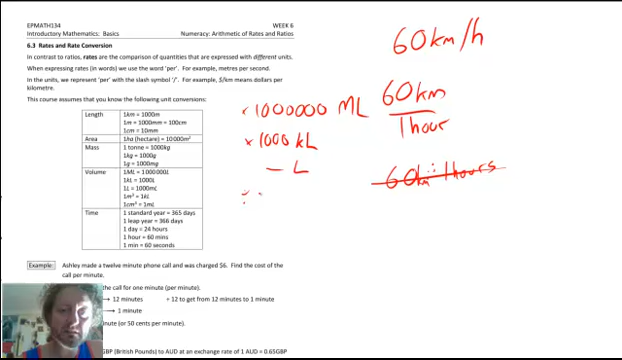 EPMATH134 WEEK 6
Introductory Mathematics: Basics Numeracy: Arithmetic of Rates and Ratios
6.3 Rates and Rate Conversion
In contrast to ratios, rates are the comparison of quantities that are expressed with different units.
When expressing rates (in words) we use the word 'per'. For example, metres per second.
In the units, we represent 'per' with the slash symbol '/'. For example, $/km means dollars per
kilometre.
This course assumes that you know the following unit conversions:
Length 1km = 1000m
1m = 1000mm = 100cm
1cm = 10mm
Area 1ha (hectare) = 10 000m²
Mass 1 tonne = 1000kg
1kg = 1000g
1g = 1000mg
Volume 1ML = 1000 000L
1kL = 1000L
1L = 1000mL
1m³ = 1kL
1cm³ = 1mL
Time 1 standard year = 365 days
1 leap year = 366 days
1 day = 24 hours
1 hour = 60 mins
1 min = 60 seconds
Example: Ashley made a twelve minute phone call and was charged $6. Find the cost of the
call per minute.
the call for one minute (per minute).
→ 12 minutes ÷ 12 to get from 12 minutes to 1 minute
→ 1 minute
nute (or 50 cents per minute).
GBP (British Pounds) to AUD at an exchange rate of 1 AUD = 0.65GBP
60km/h
× 1000000 ML
× 1000 kL
— L
60km
1 hour
60km : 1 hours